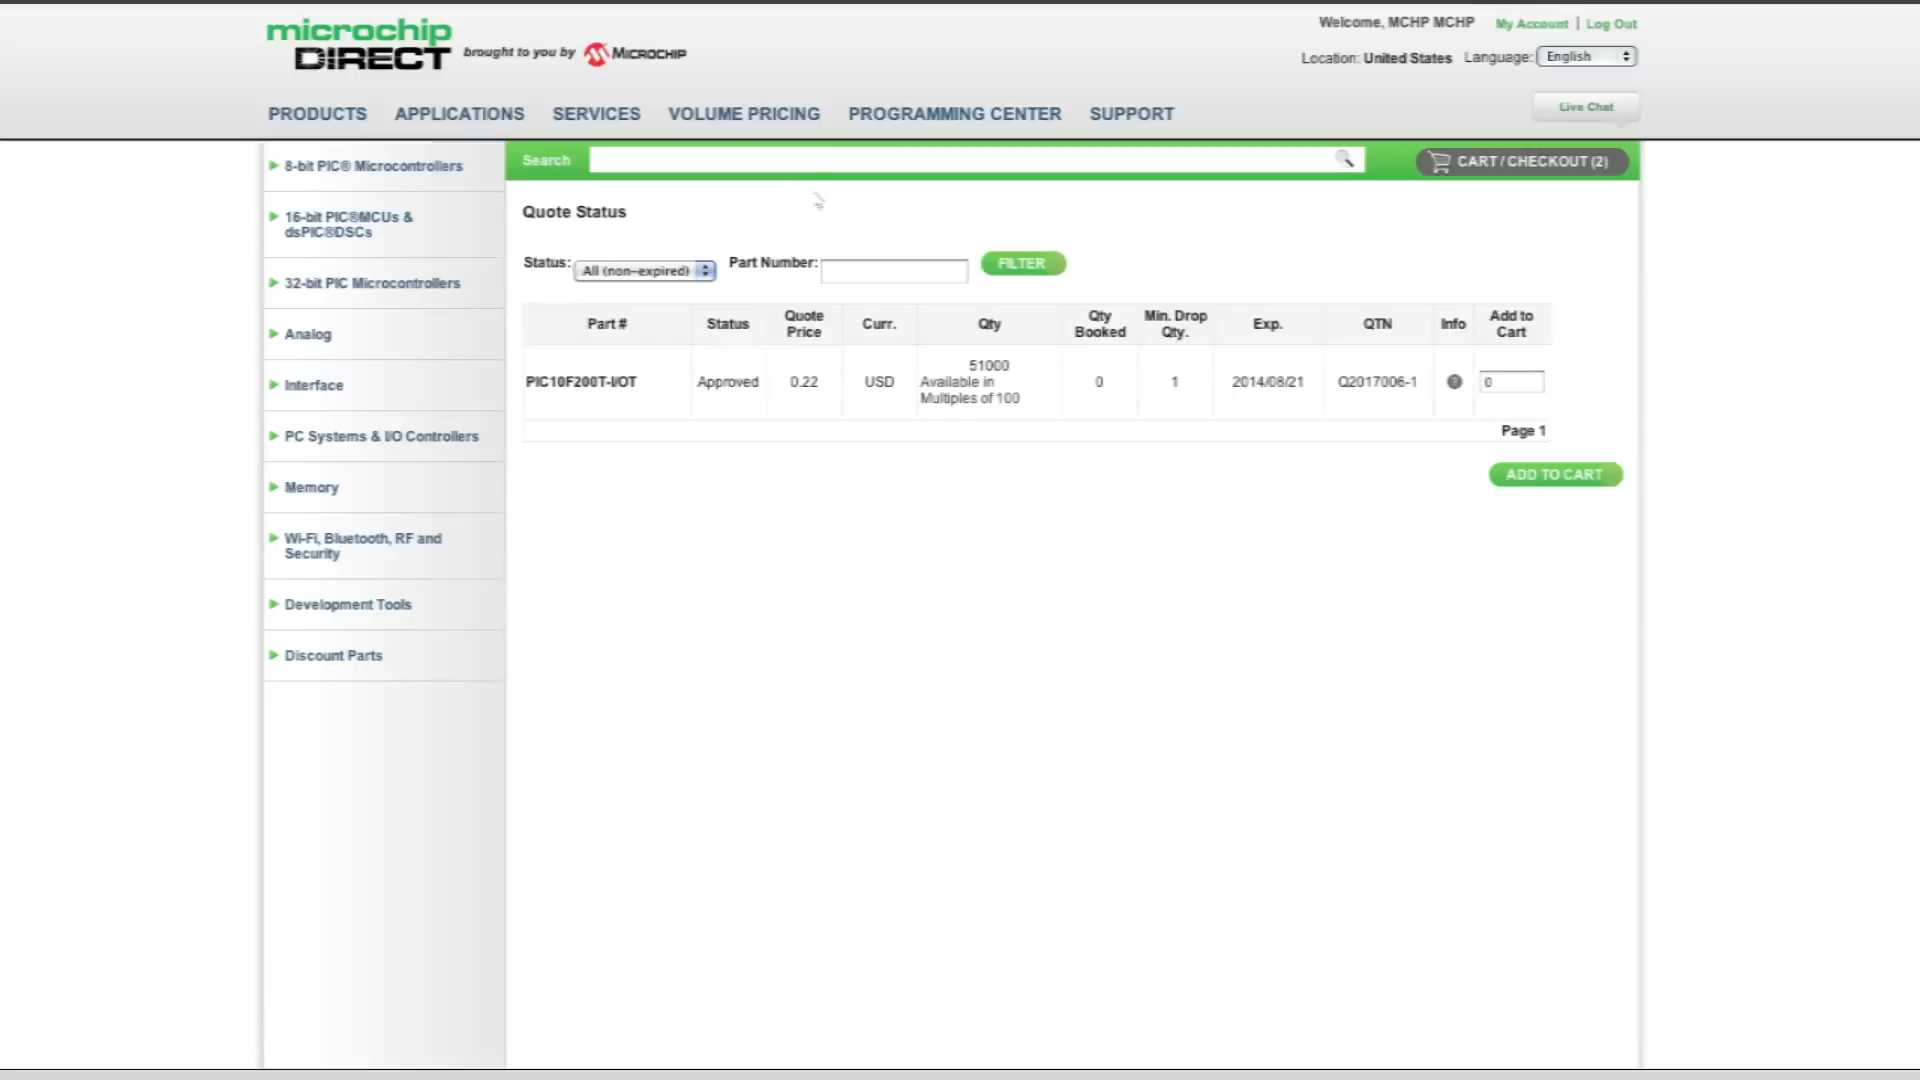 microchip
DIRECT brought to you by MICROCHIP
Welcome, MCHP MCHP My Account | Log Out
Location: United States Language: English
PRODUCTS APPLICATIONS SERVICES VOLUME PRICING PROGRAMMING CENTER SUPPORT
Live Chat
8-bit PIC® Microcontrollers
16-bit PIC®MCUs &
dsPIC®DSCs
32-bit PIC Microcontrollers
Analog
Interface
PC Systems & I/O Controllers
Memory
Wi-Fi, Bluetooth, RF and
Security
Development Tools
Discount Parts
Search
CART / CHECKOUT (2)
Quote Status
Status: All (non-expired) Part Number: FILTER
Part # Status Quote Price Curr. Qty Qty Booked Min. Drop Qty. Exp. QTN Info Add to Cart
PIC10F200T-I/OT Approved 0.22 USD 51000 Available in Multiples of 100 0 1 2014/08/21 Q2017006-1 ? 0
Page 1
ADD TO CART